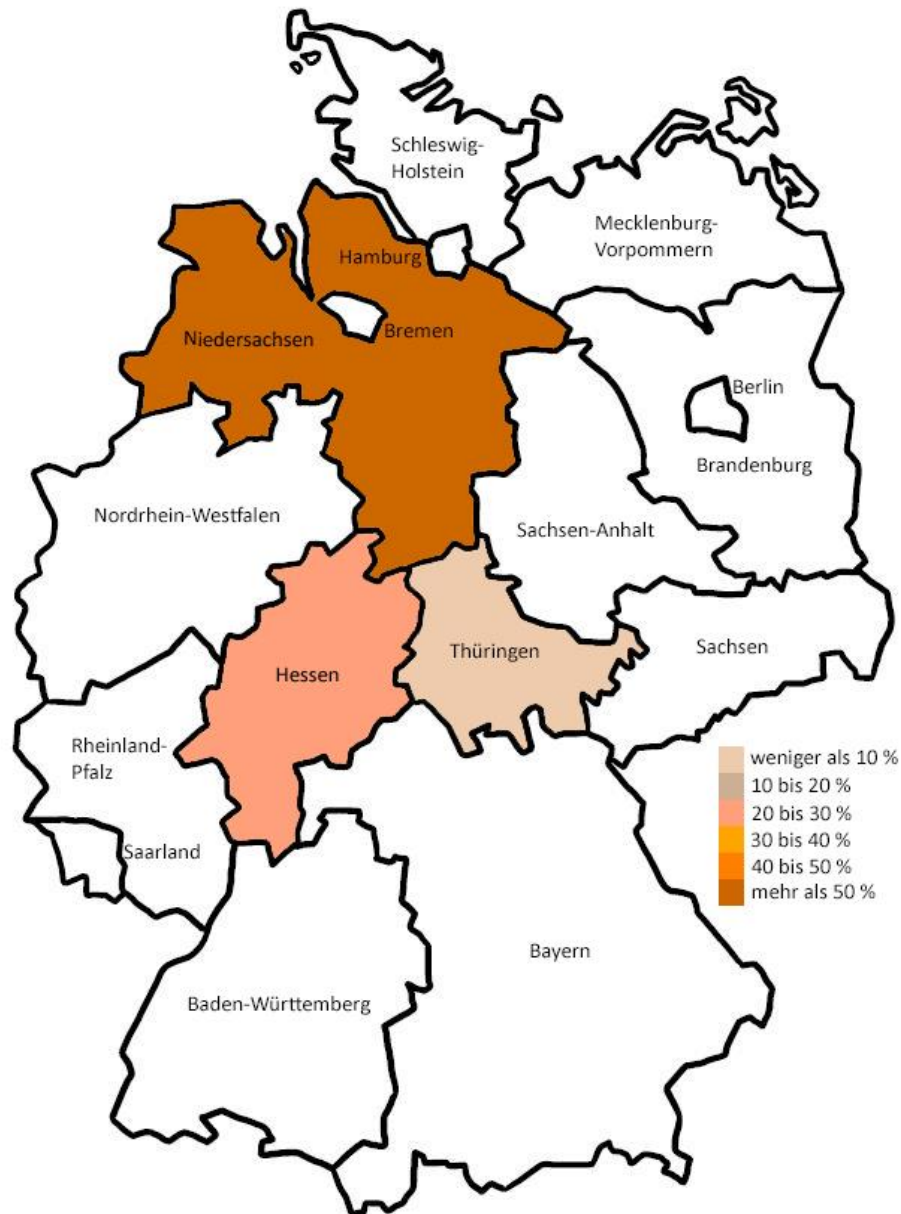 Schleswig-
Holstein
Mecklenburg-
Vorpommern
Hamburg
Niedersachsen
Bremen
Berlin
Brandenburg
Nordrhein-Westfalen
Sachsen-Anhalt
Thüringen
Sachsen
Hessen
Rheinland-
Pfalz
Saarland
weniger als 10 %
10 bis 20 %
20 bis 30 %
30 bis 40 %
40 bis 50 %
mehr als 50 %
Bayern
Baden-Württemberg